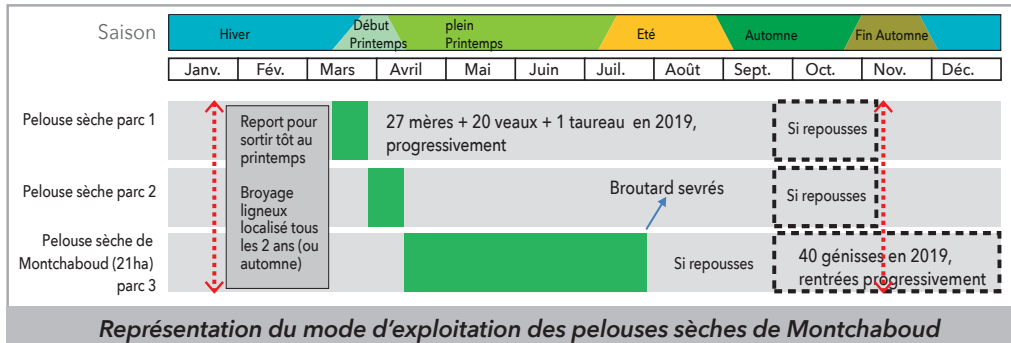 Saison
Hiver
Début
Printemps
plein
Printemps
Eté
Automne
Fin Automne
Janv.
Fév.
Mars
Avril
Mai
Juin
Juil.
Août
Sept.
Oct.
Nov.
Déc.
Pelouse sèche parc 1
Report pour
sortir tôt au
printemps
Broyage
ligneux
localisé tous
les 2 ans (ou
automne)
27 mères + 20 veaux + 1 taureau en 2019,
progressivement
Si repousses
Pelouse sèche parc 2
Broutard sevrés
Si repousses
Pelouse sèche de
Montchaboud (21ha)
parc 3
Si repousses
40 génisses en 2019,
rentrées progressivement
Représentation du mode d'exploitation des pelouses sèches de Montchaboud